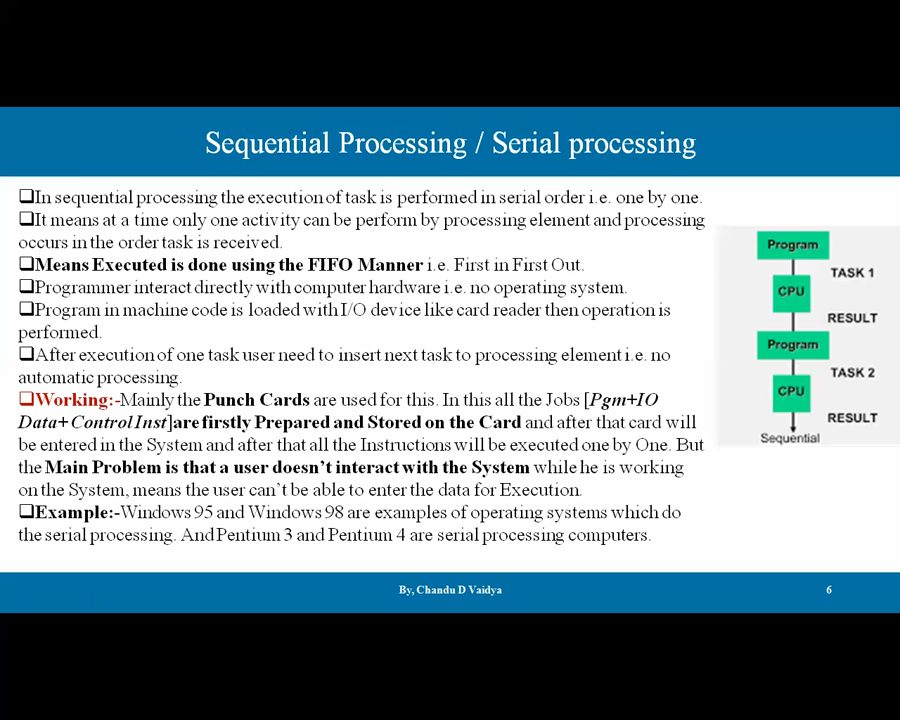 Sequential Processing / Serial processing
❑In sequential processing the execution of task is performed in serial order i.e. one by one.
❑It means at a time only one activity can be perform by processing element and processing
occurs in the order task is received.
❑Means Executed is done using the FIFO Manner i.e. First in First Out.
❑Programmer interact directly with computer hardware i.e. no operating system.
❑Program in machine code is loaded with I/O device like card reader then operation is
performed.
❑After execution of one task user need to insert next task to processing element i.e. no
automatic processing.
❑Working:-Mainly the Punch Cards are used for this. In this all the Jobs [Pgm+IO
Data+ Control Inst]are firstly Prepared and Stored on the Card and after that card will
be entered in the System and after that all the Instructions will be executed one by One. But
the Main Problem is that a user doesn't interact with the System while he is working
on the System, means the user can't be able to enter the data for Execution.
❑Example:-Windows 95 and Windows 98 are examples of operating systems which do
the serial processing. And Pentium 3 and Pentium 4 are serial processing computers.
Program
TASK 1
CPU
RESULT
Program
TASK 2
CPU
RESULT
Sequential
By, Chandu D Vaidya
6